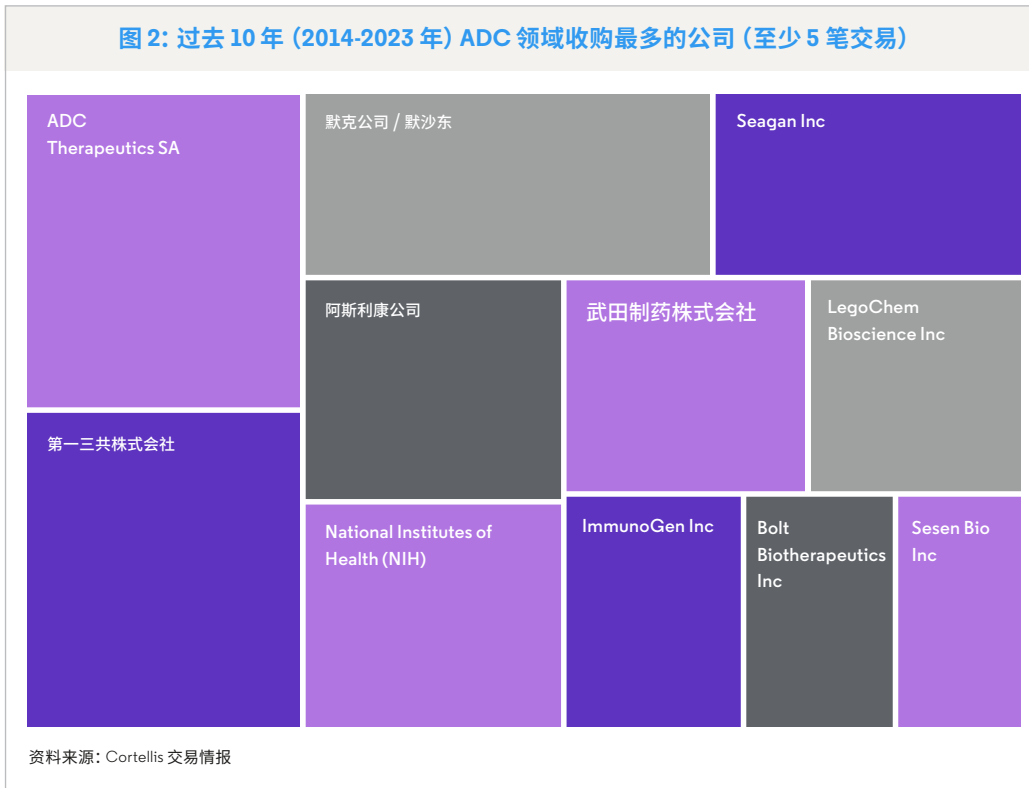 图 2：过去 10 年（2014-2023 年）ADC 领域收购最多的公司（至少 5 笔交易）
ADC
Therapeutics SA
默克公司 / 默沙东
Seagan Inc
阿斯利康公司
武田制药株式会社
LegoChem
Bioscience Inc
第一三共株式会社
National Institutes of
Health (NIH)
ImmunoGen Inc
Bolt
Biotherapeutics
Inc
Sesen Bio
Inc
资料来源：Cortellis 交易情报